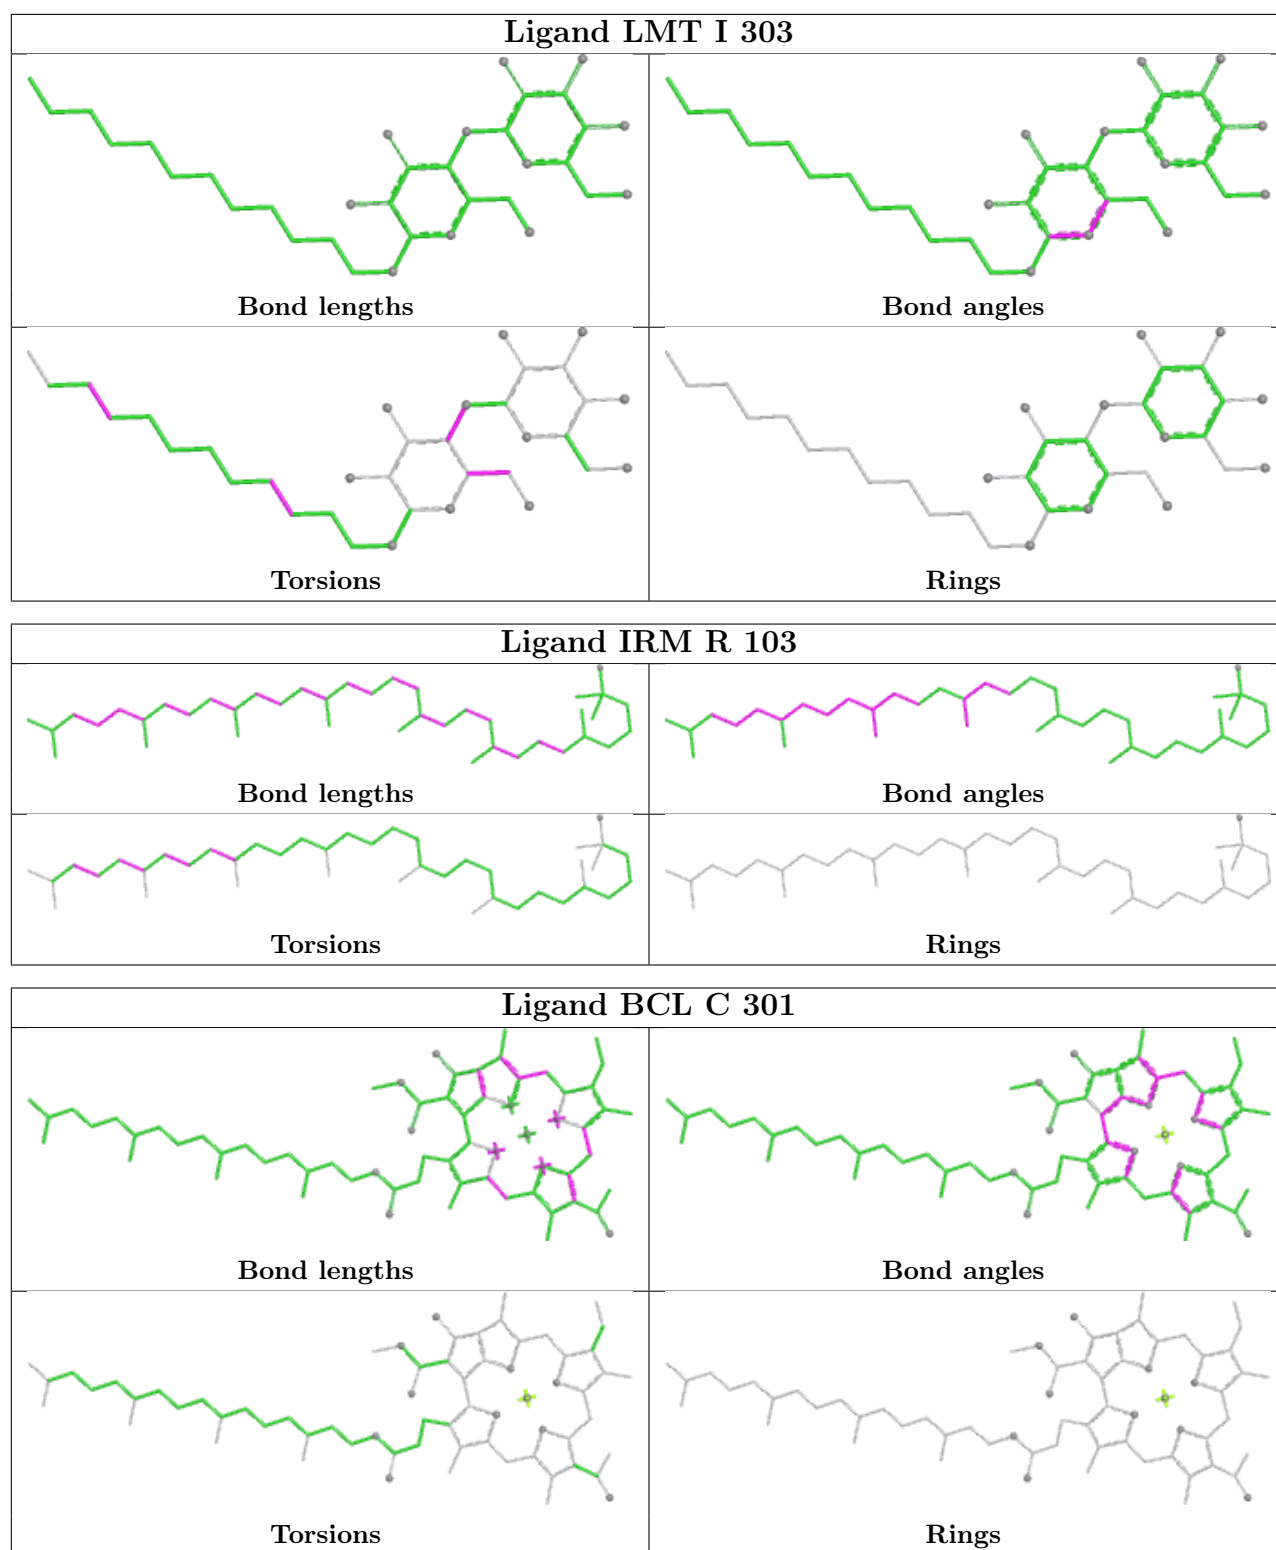 Ligand LMT I 303
Bond lengths
Bond angles
Torsions
Rings
Ligand IRM R 103
Bond lengths
Bond angles
Torsions
Rings
Ligand BCL C 301
Bond lengths
Bond angles
Torsions
Rings